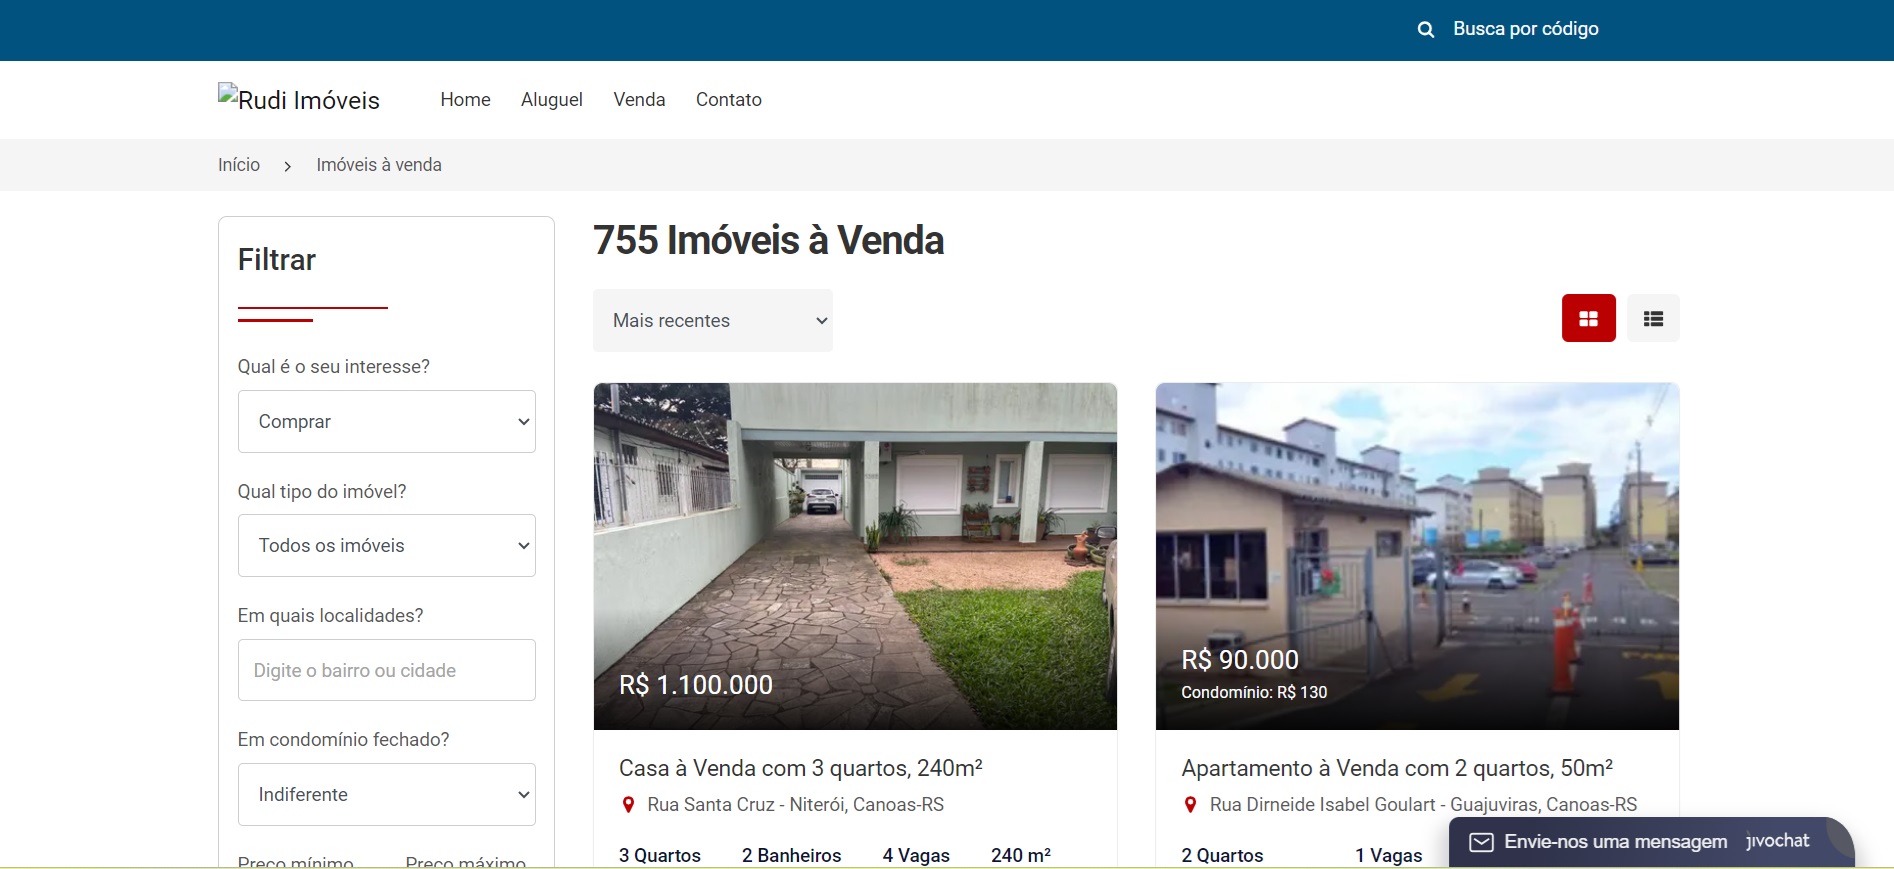 Busca por código
Rudi Imóveis
Home Aluguel Venda Contato
Início > Imóveis à venda
Filtrar
Qual é o seu interesse?
Comprar
Qual tipo do imóvel?
Todos os imóveis
Em quais localidades?
Digite o bairro ou cidade
Em condomínio fechado?
Indiferente
Preço mínimo Preço máximo
755 Imóveis à Venda
Mais recentes
R$ 1.100.000
Casa à Venda com 3 quartos, 240m²
Rua Santa Cruz - Niterói, Canoas-RS
3 Quartos 2 Banheiros 4 Vagas 240 m²
R$ 90.000
Condomínio: R$ 130
Apartamento à Venda com 2 quartos, 50m²
Rua Dirneide Isabel Goulart - Guajuviras, Canoas-RS
2 Quartos 1 Vagas
Envie-nos uma mensagem jivochat